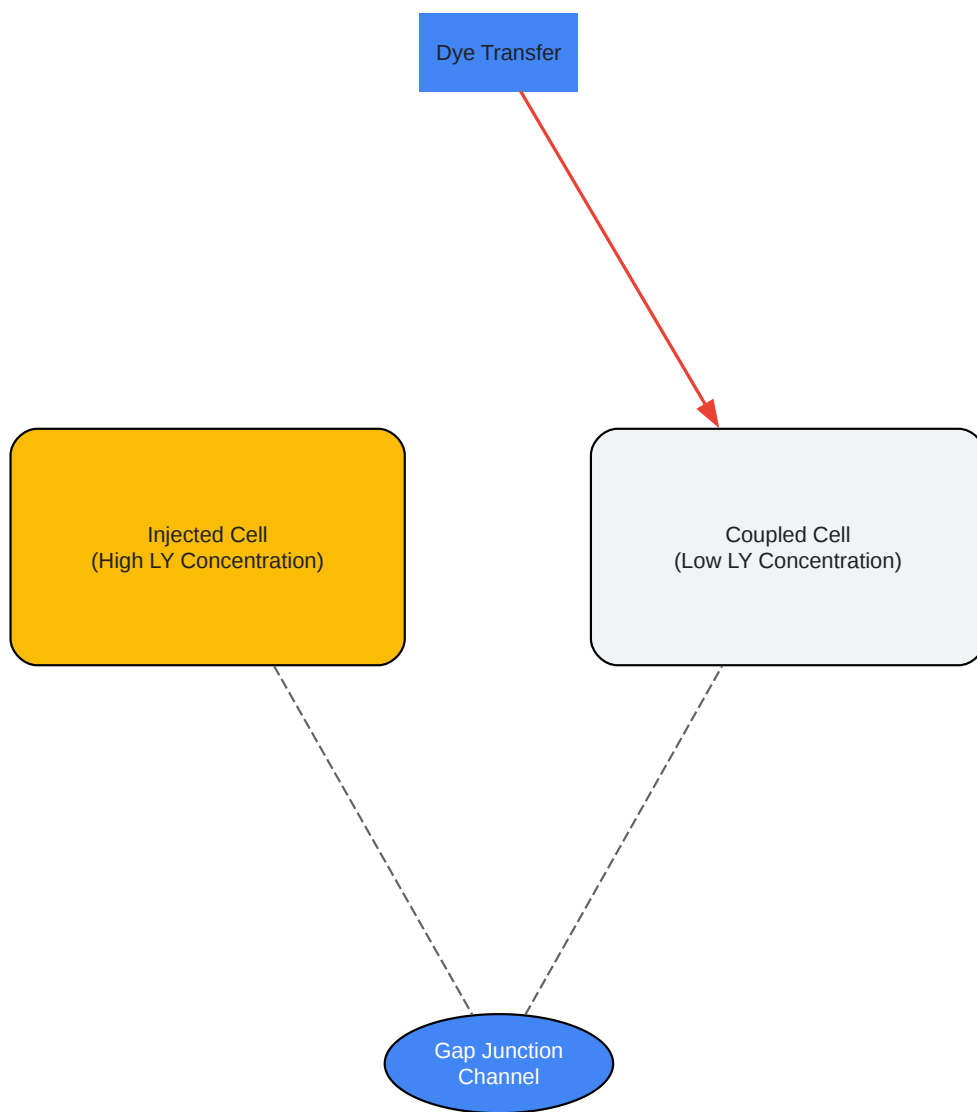 Dye Transfer
Injected Cell
(High LY Concentration)
Coupled Cell
(Low LY Concentration)
Gap Junction
Channel